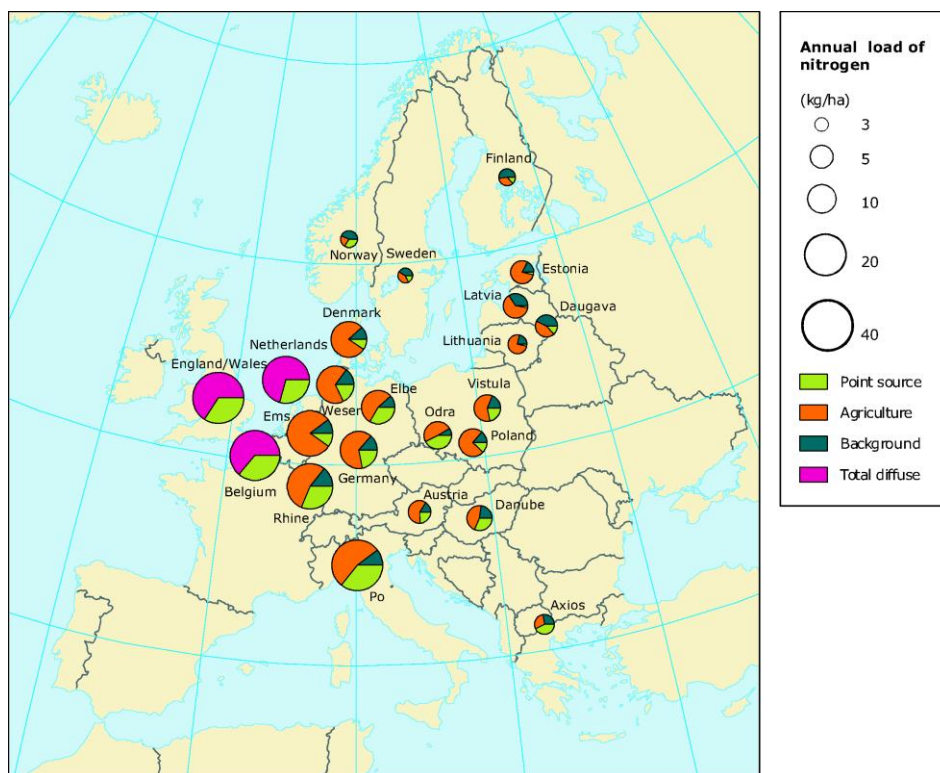 Finland
Norway
Sweden
Estonia
Latvia
Daugava
Denmark
Lithuania
Netherlands
England/Wales
Elbe
Vistula
Weser
Ems
Odra
Poland
Germany
Belgium
Austria
Rhine
Danube
Po
Axios
Annual load of
nitrogen
(kg/ha)
3
5
10
20
40
Point source
Agriculture
Background
Total diffuse